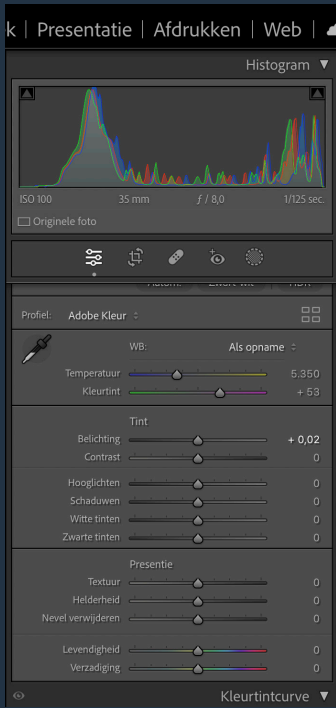 k | Presentatie | Afdrukken | Web |
Histogram
ISO 100 35 mm ƒ / 8,0 1/125 sec.
Originele foto
Profiel: Adobe Kleur
WB: Als opname
Temperatuur 5.350
Kleurtint + 53
Tint
Belichting + 0,02
Contrast 0
Hooglichten 0
Schaduwen 0
Witte tinten 0
Zwarte tinten 0
Presentie
Textuur 0
Helderheid 0
Nevel verwijderen 0
Levendigheid 0
Verzadiging 0
Kleurtintcurve